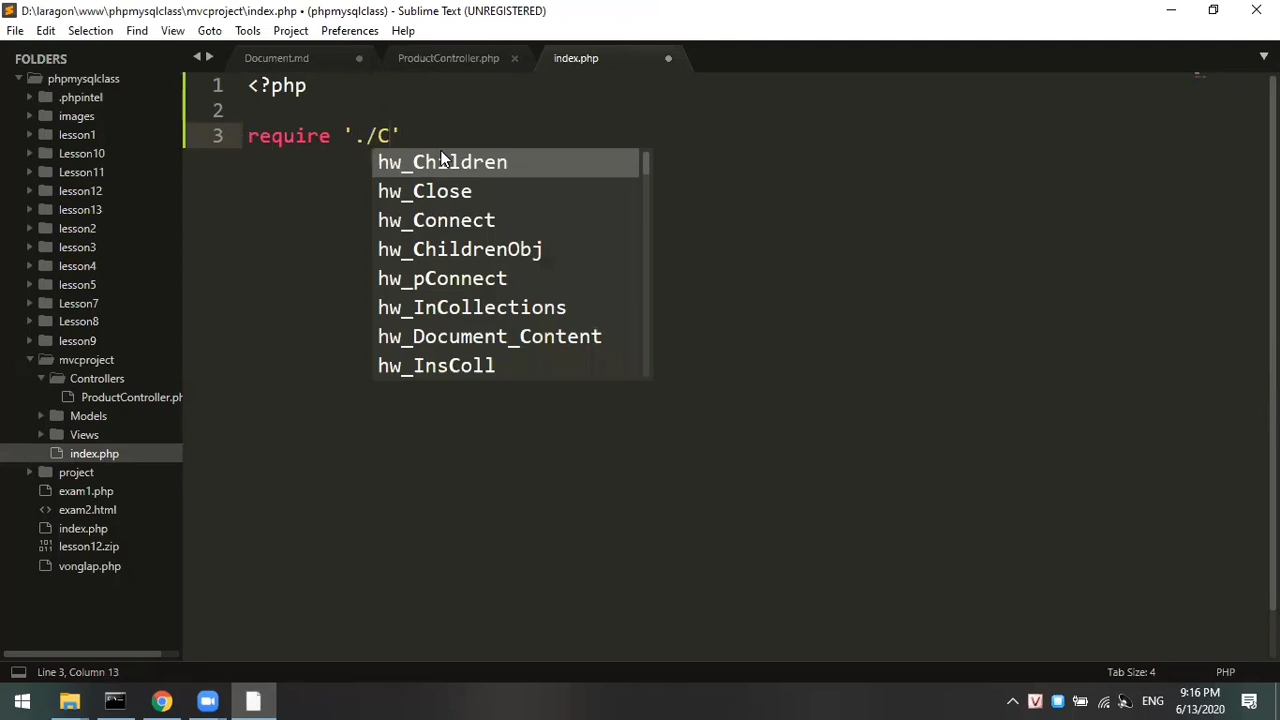 D:\laragon\www\phpmysqlclass\mvcproject\index.php • (phpmysqlclass) - Sublime Text (UNREGISTERED)
File Edit Selection Find View Goto Tools Project Preferences Help
FOLDERS
phpmysqlclass
.phpintel
images
lesson1
Lesson10
Lesson11
lesson12
lesson13
lesson2
lesson3
lesson4
lesson5
Lesson7
Lesson8
lesson9
mvcproject
Controllers
ProductController.ph
Models
Views
index.php
project
exam1.php
exam2.html
index.php
lesson12.zip
vonglap.php
Document.md ProductController.php index.php
1 <?php
2
3 require './C'
hw_Children
hw_Close
hw_Connect
hw_ChildrenObj
hw_pConnect
hw_InCollections
hw_Document_Content
hw_InsColl
Line 3, Column 13 Tab Size: 4 PHP
ENG
9:16 PM
6/13/2020